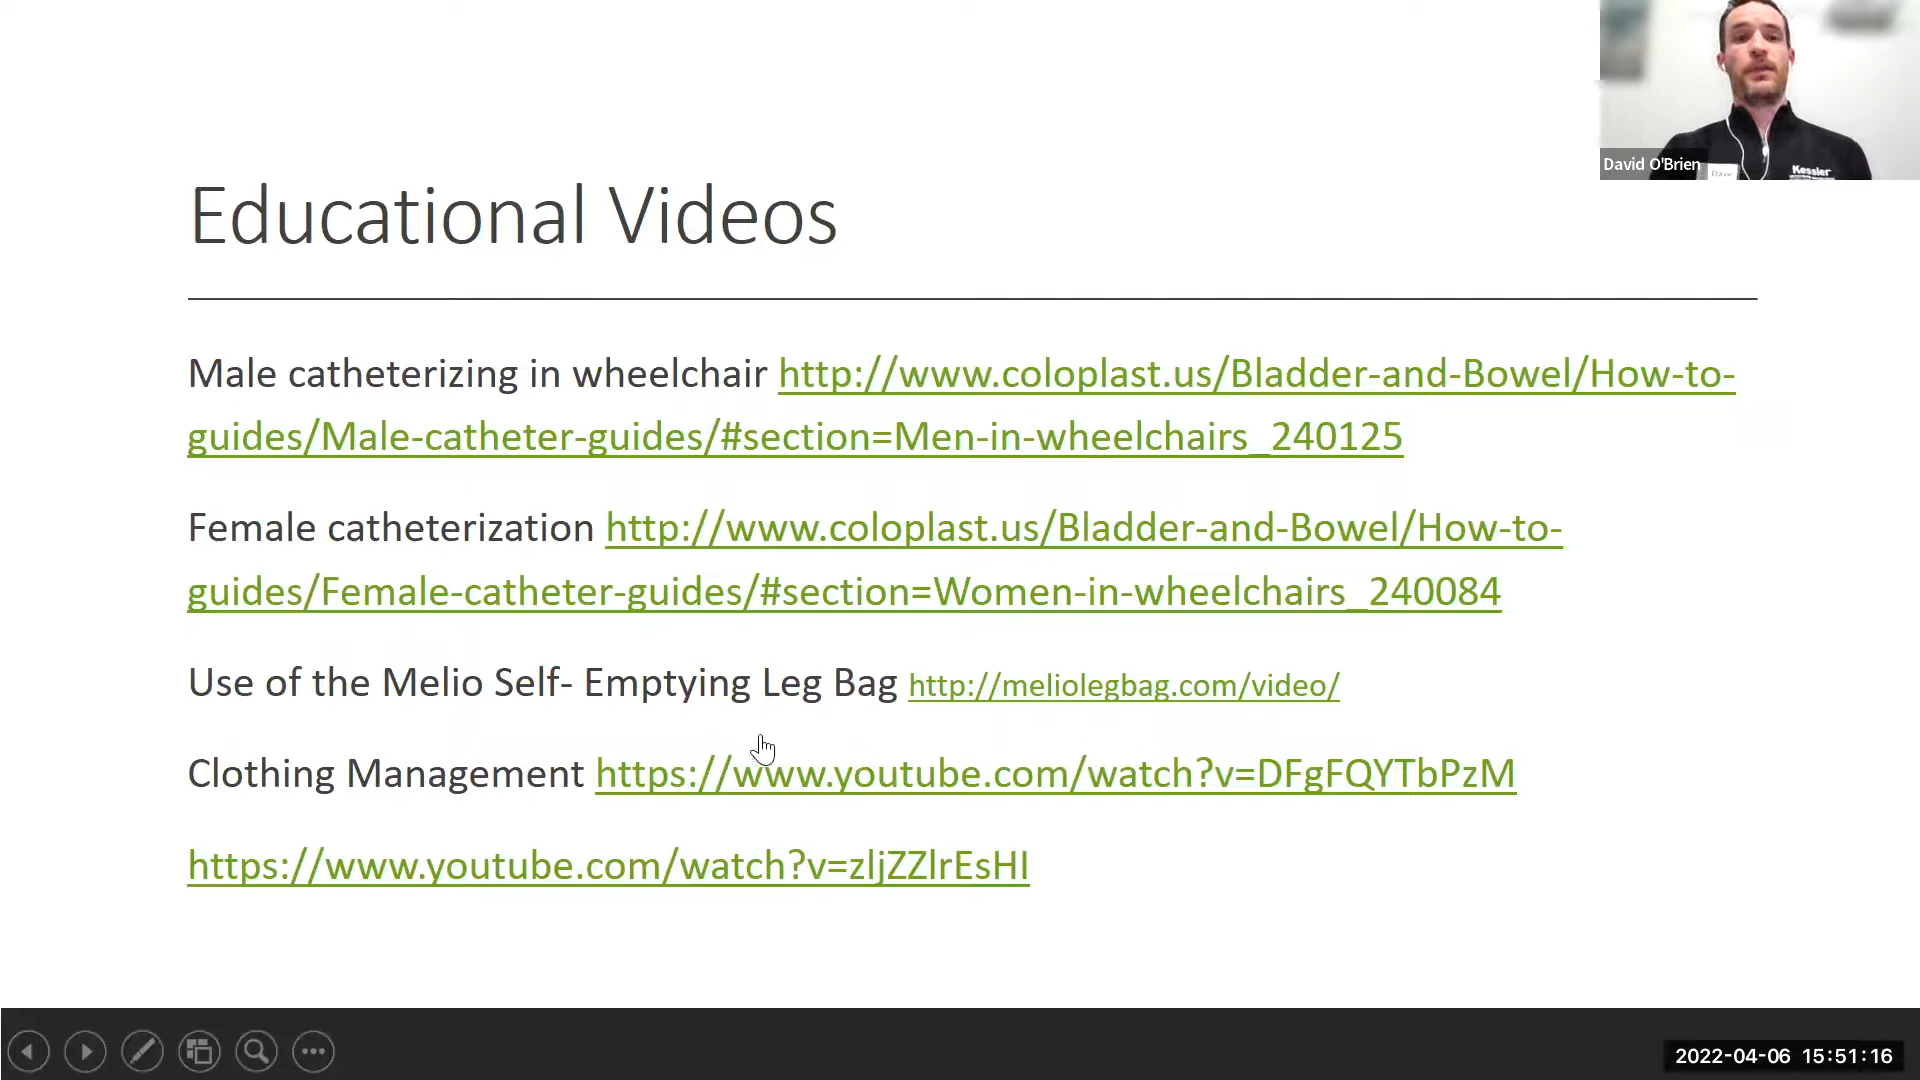 David O'Brien
Dave
Kessler
Educational Videos
Male catheterizing in wheelchair http://www.coloplast.us/Bladder-and-Bowel/How-to-
guides/Male-catheter-guides/#section=Men-in-wheelchairs_240125
Female catheterization http://www.coloplast.us/Bladder-and-Bowel/How-to-
guides/Female-catheter-guides/#section=Women-in-wheelchairs_240084
Use of the Melio Self- Emptying Leg Bag http://meliolegbag.com/video/
Clothing Management https://www.youtube.com/watch?v=DFgFQYTbPzM
https://www.youtube.com/watch?v=zljZZlrEsHI
2022-04-06 15:51:16